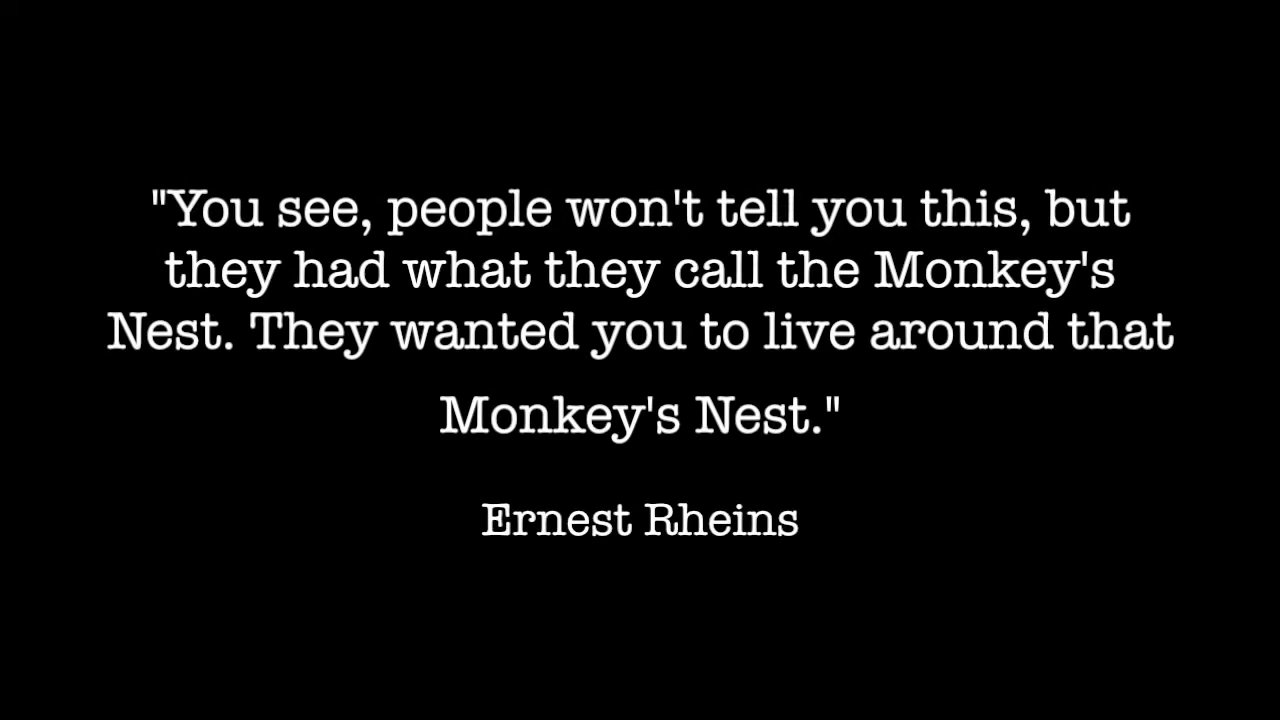 "You see, people won't tell you this, but
they had what they call the Monkey's
Nest. They wanted you to live around that
Monkey's Nest."
Ernest Rheins